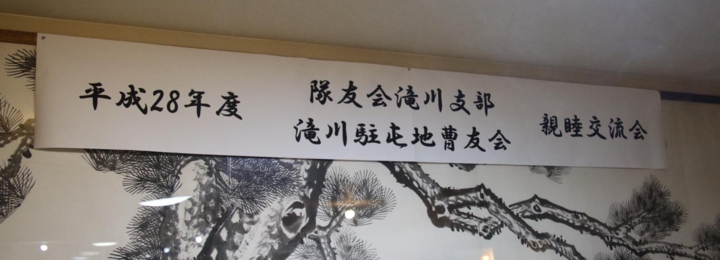 平成28年度
隊友会滝川支部
滝川駐屯地曹友会
親睦交流会